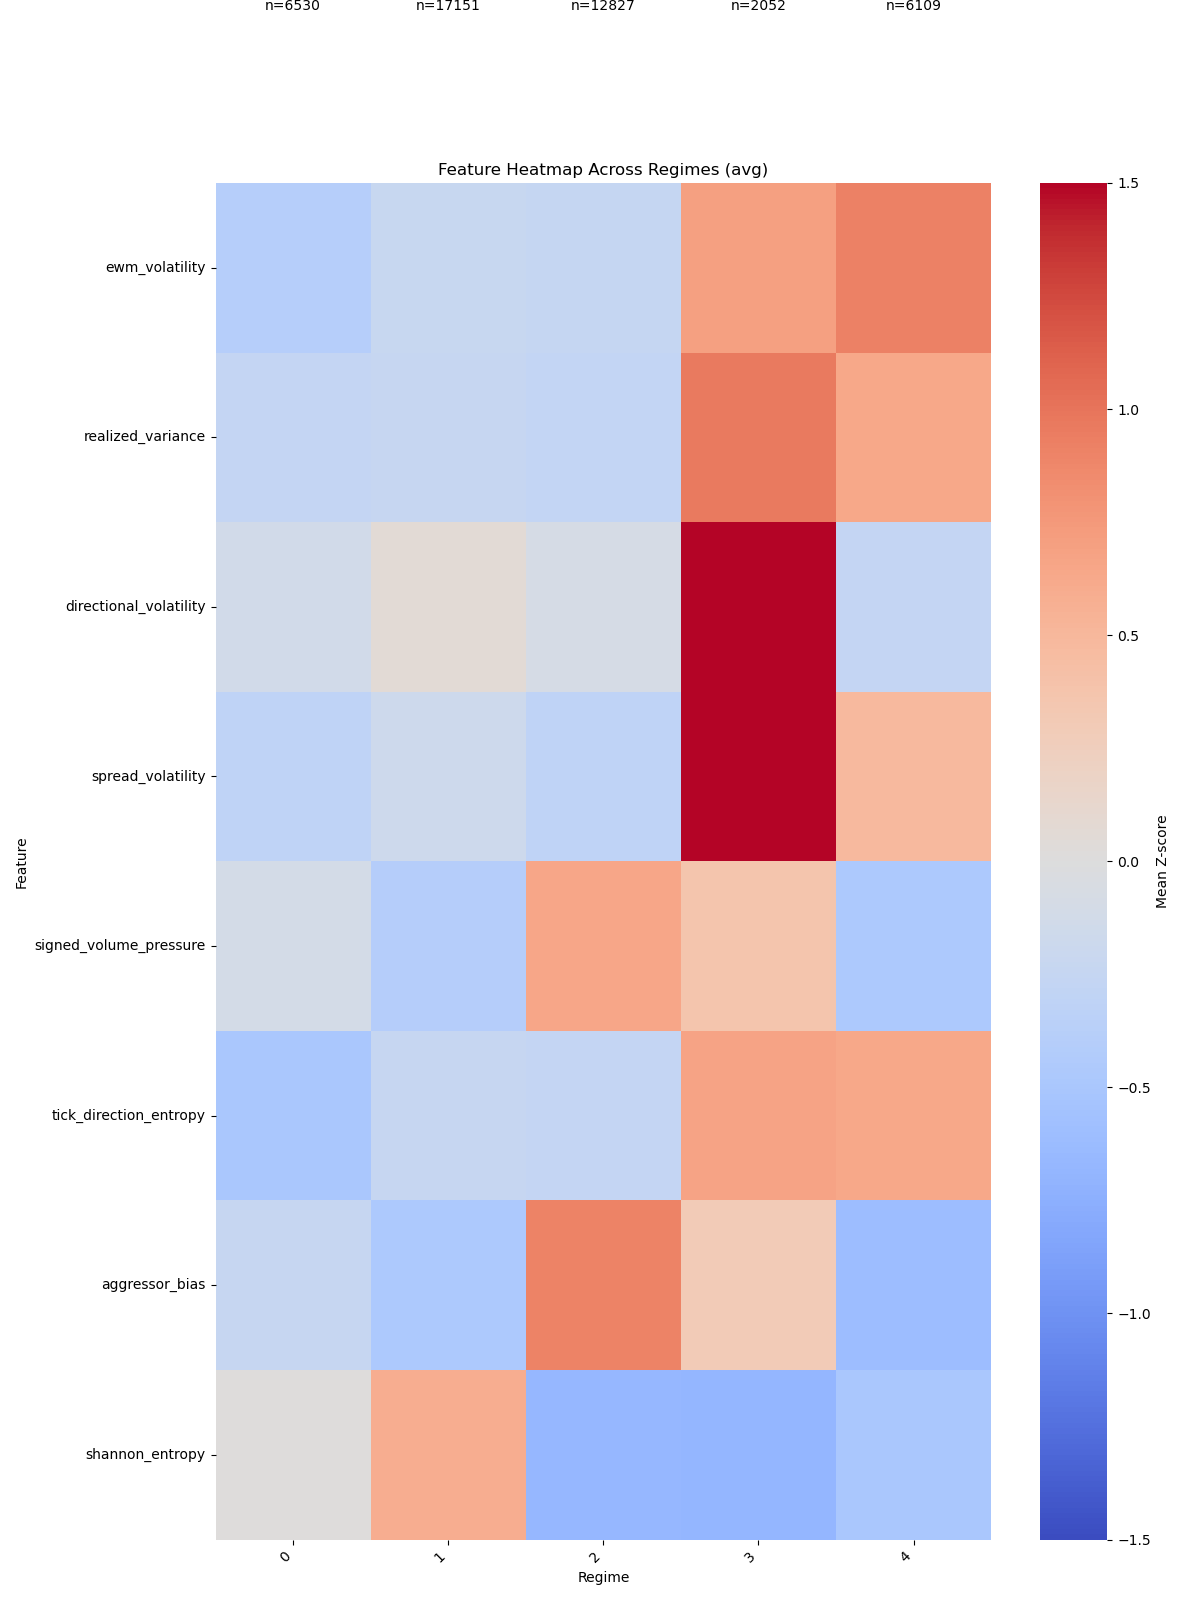 n=6530 n=17151 n=12827 n=2052 n=6109
Feature Heatmap Across Regimes (avg)
ewm_volatility
realized_variance
directional_volatility
spread_volatility
signed_volume_pressure
tick_direction_entropy
aggressor_bias
shannon_entropy
Feature
0 1 2 3 4
Regime
1.5
1.0
0.5
0.0
−0.5
−1.0
−1.5
Mean Z-score